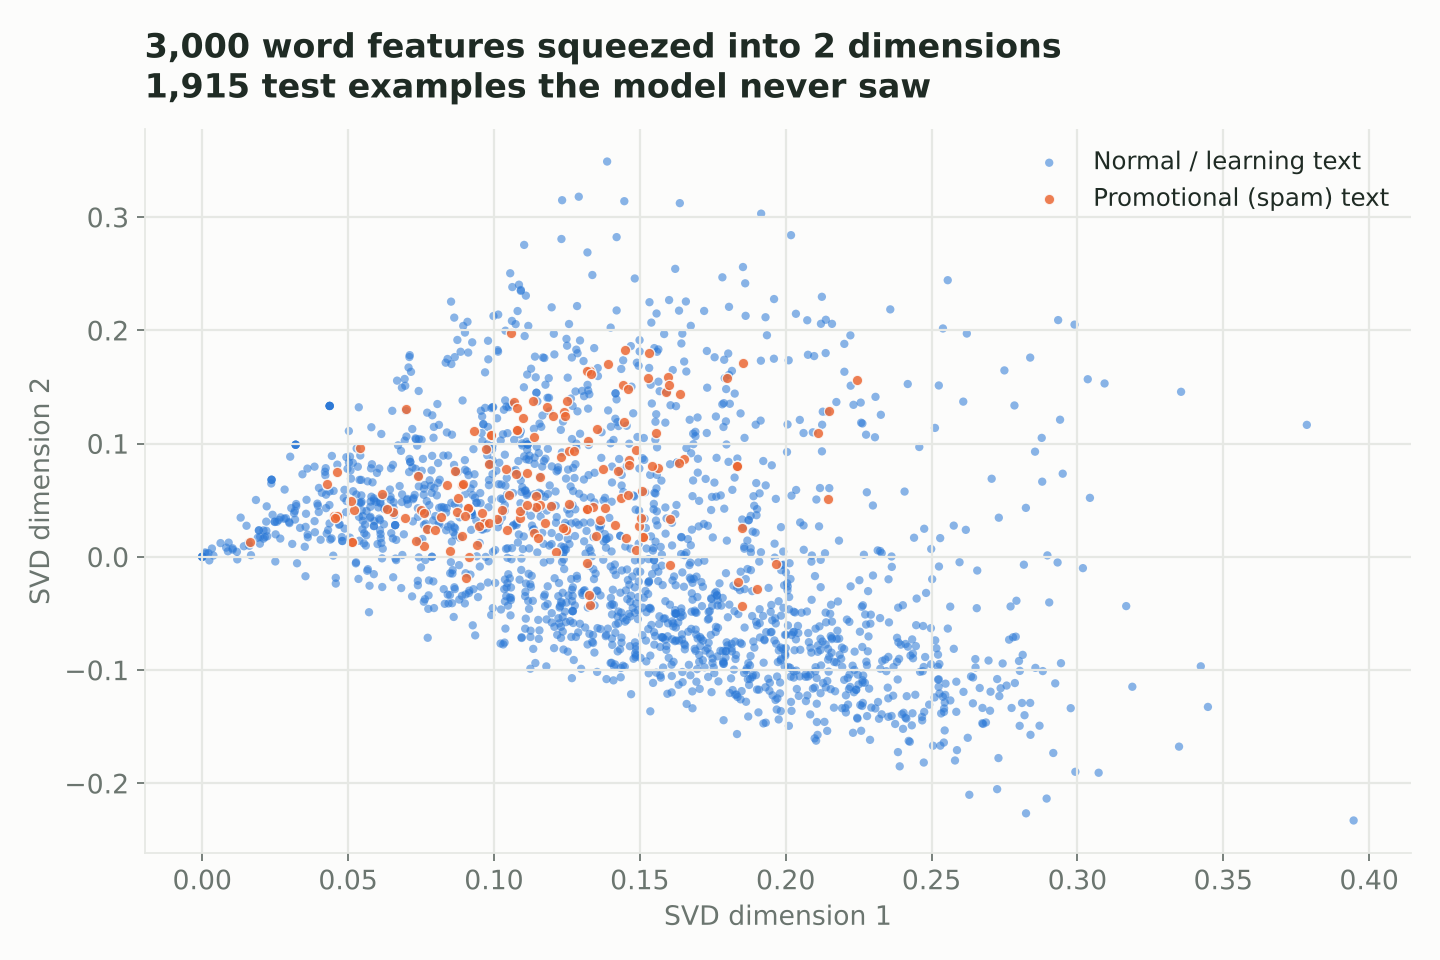 3,000 word features squeezed into 2 dimensions
1,915 test examples the model never saw
Normal / learning text
Promotional (spam) text
SVD dimension 2
0.3
0.2
0.1
0.0
−0.1
−0.2
0.00 0.05 0.10 0.15 0.20 0.25 0.30 0.35 0.40
SVD dimension 1